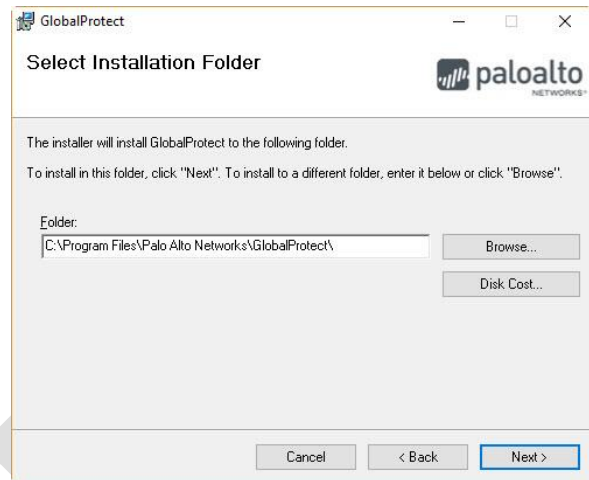 GlobalProtect
Select Installation Folder
paloalto
NETWORKS
The installer will install GlobalProtect to the following folder.
To install in this folder, click "Next". To install to a different folder, enter it below or click "Browse".
Folder:
C:\Program Files\Palo Alto Networks\GlobalProtect\
Browse...
Disk Cost...
Cancel
< Back
Next >